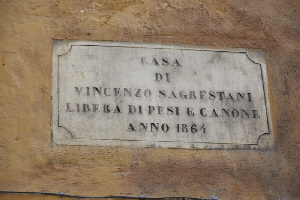 CASA
DI
VINCENZO SAGRESTANI
LIBERA DI PESI E CANONE
ANNO 1864